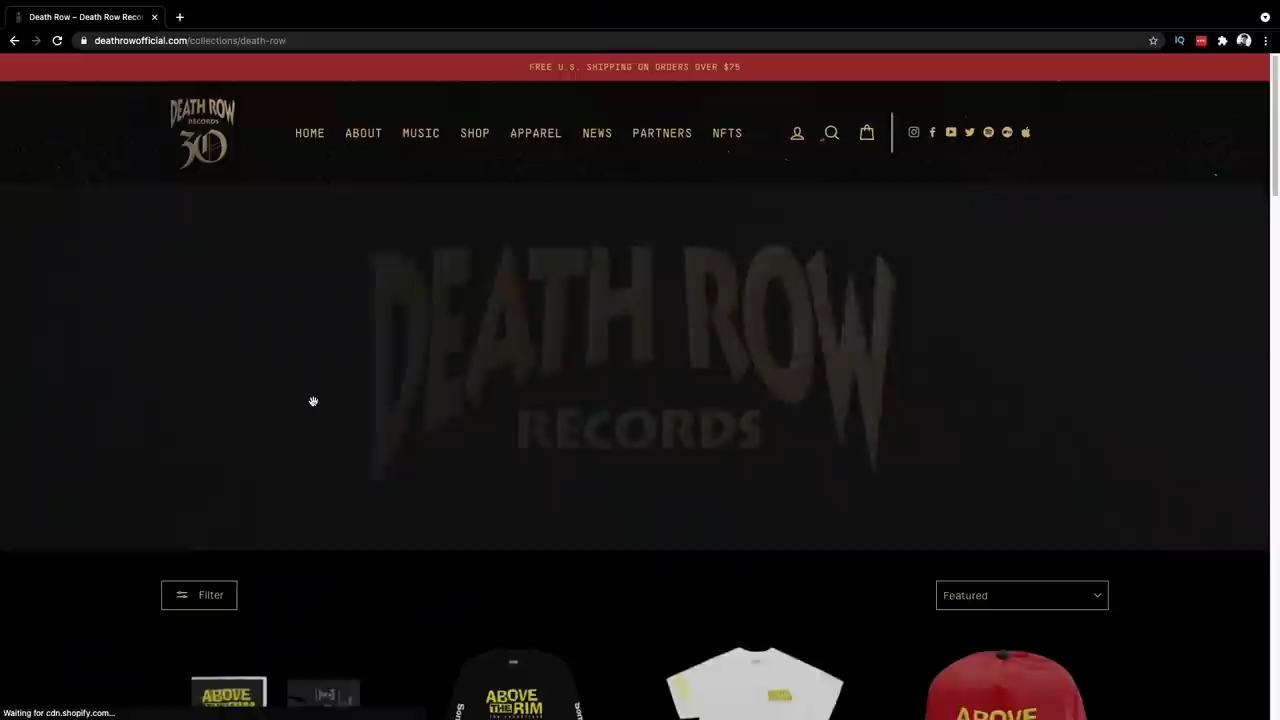 Death Row – Death Row Reco
deathrowofficial.com/collections/death-row
FREE U.S. SHIPPING ON ORDERS OVER $75
DEATH ROW
RECORDS
30
HOME ABOUT MUSIC SHOP APPAREL NEWS PARTNERS NFTS
DEATH ROW
RECORDS
Filter
Featured
ABOVE
ABOVE
THE RIM
ABOVE
Waiting for cdn.shopify.com...